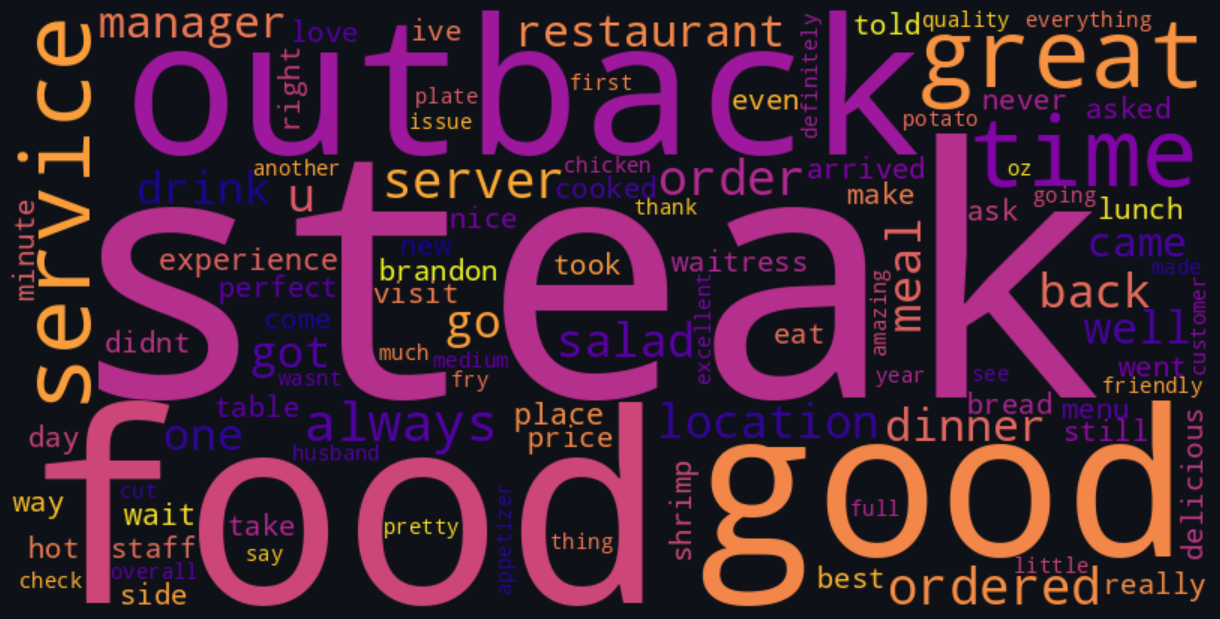 service
manager
love
ive
restaurant
told
quality
everything
great
outback
right
plate
issue
first
even
definitely
never
asked
potato
time
another
drink
u
server
chicken
cooked
order
arrived
oz
going
make
thank
ask
lunch
minute
nice
new
steak
experience
brandon
took
waitress
meal
came
made
perfect
visit
excellent
amazing
back
customer
come
go
salad
eat
well
didnt
got
much
medium
wasnt
fry
year
see
went
friendly
table
always
place
price
location
dinner
bread
menu
still
day
one
husband
delicious
food
good
way
cut
wait
take
say
pretty
appetizer
thing
shrimp
full
hot
staff
overall
check
side
best
ordered
little
really